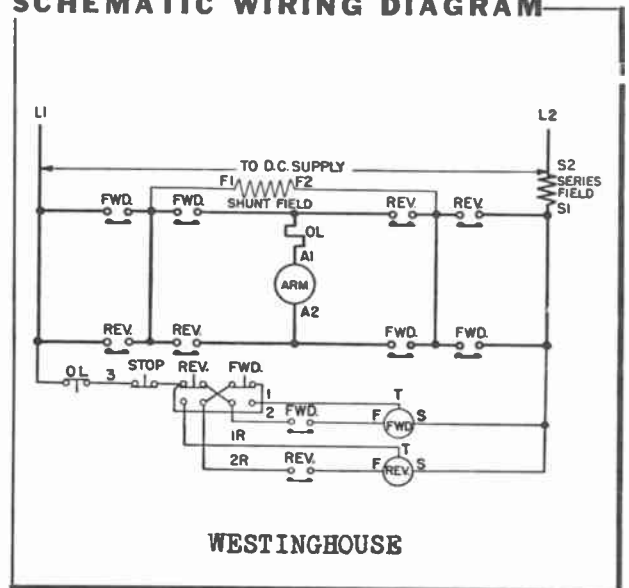 SCHEMATIC WIRING DIAGRAM
L1 L2
TO D.C. SUPPLY S2
F1 F2 SERIES
FWD. FWD. SHUNT FIELD REV. REV. FIELD
S1
OL
A1
ARM
A2
REV. REV. FWD. FWD.
OL 3 STOP REV. FWD.
1 T
2 FWD. F FWD S
1R T
2R REV. F REV. S
WESTINGHOUSE